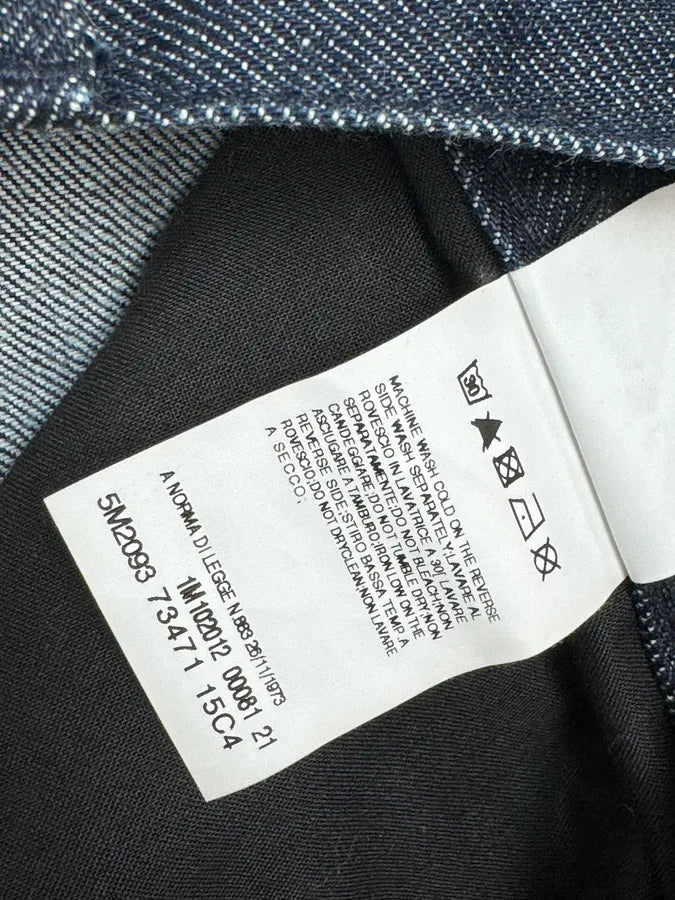 30
MACHINE WASH COLD ON THE REVERSE
SIDE WASH SEPARATELY;LAVARE AL
ROVESCIO IN LAVATRICE A 30/ LAVARE
SEPARATAMENTE;DO NOT BLEACH;NON
CANDEGGIARE;DO NOT TUMBLE DRY;NON
ASCIUGARE A TAMBURO;IRON LOW ON THE
REVERSE SIDE;STIRO BASSA TEMP. A
ROVESCIO;DO NOT DRYCLEAN;NON LAVARE
A SECCO;
A NORMA DI LEGGE N.883 26/11/1973
1M102012 00081 21
5M2093 73471 15C4